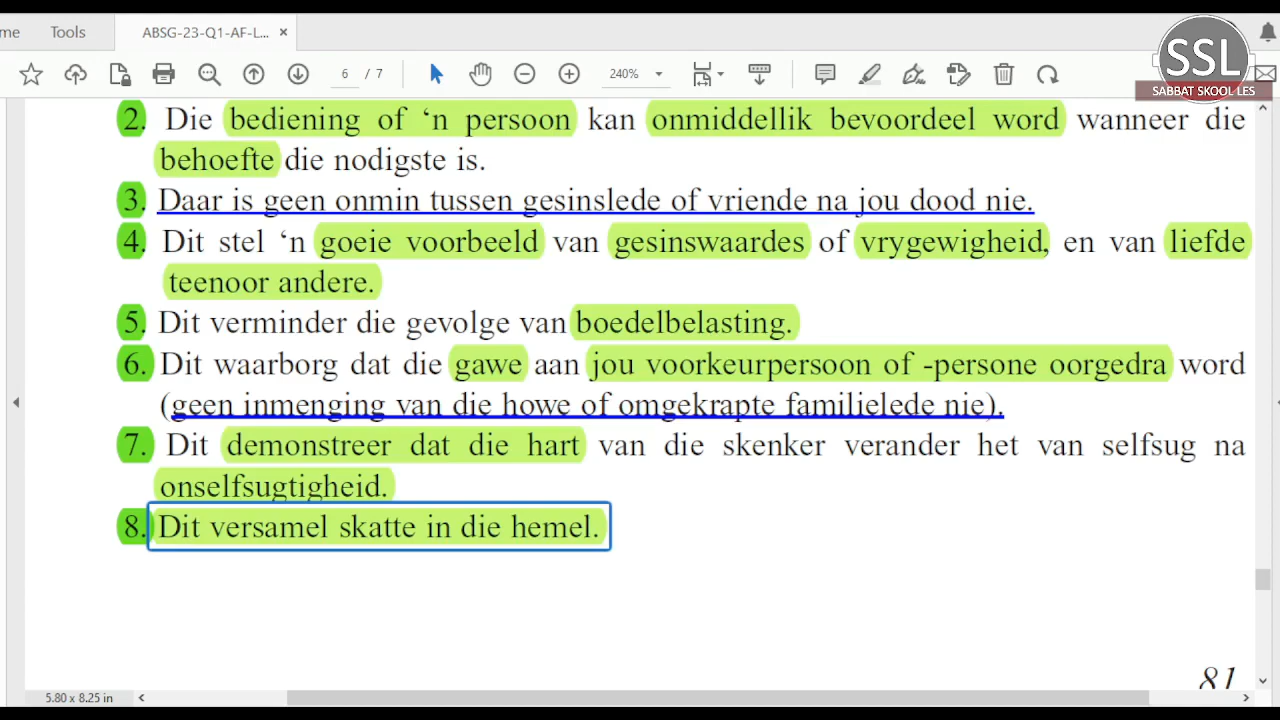 me Tools ABSG-23-Q1-AF-L... ×
SSL
SABBAT SKOOL LES
6 / 7 240%
2. Die bediening of ‘n persoon kan onmiddellik bevoordeel word wanneer die
behoefte die nodigste is.
3. Daar is geen onmin tussen gesinslede of vriende na jou dood nie.
4. Dit stel ‘n goeie voorbeeld van gesinswaardes of vrygewigheid, en van liefde
teenoor andere.
5. Dit verminder die gevolge van boedelbelasting.
6. Dit waarborg dat die gawe aan jou voorkeurpersoon of -persone oorgedra word
(geen inmenging van die howe of omgekrapte familielede nie).
7. Dit demonstreer dat die hart van die skenker verander het van selfsug na
onselfsugtigheid.
8. Dit versamel skatte in die hemel.
81
5.80 x 8.25 in